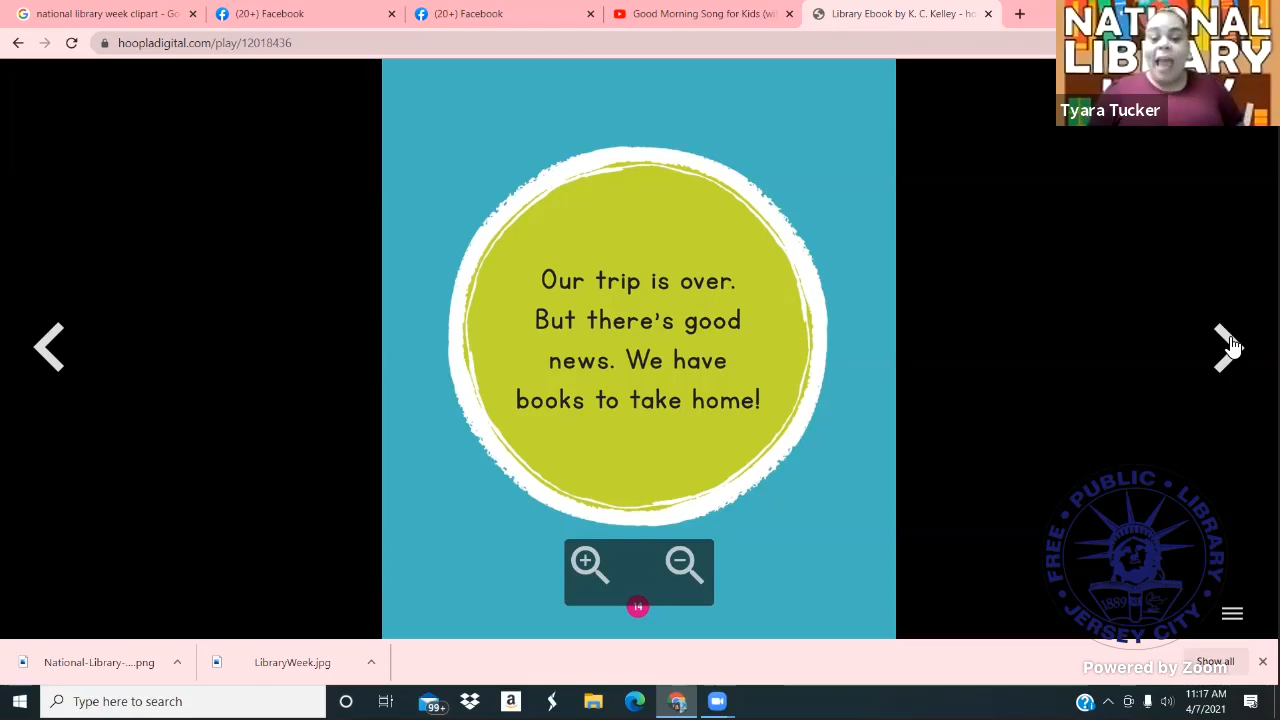 national library week clipart - Go
(20+) Facebook
(20+) Facebook
Good Morning Song for Kids (wi
Library Ebook by K. C. Kelley - ho
hoopladigital.com/play/12018436
NATIONAL
LIBRARY
Tyara Tucker
Our trip is over.
But there's good
news. We have
books to take home!
14
FREE • PUBLIC • LIBRARY • JERSEY CITY •
1889
Powered by Zoom
National-Library-....png
LibraryWeek.jpg
Show all
Type here to search
99+
11:17 AM
4/7/2021